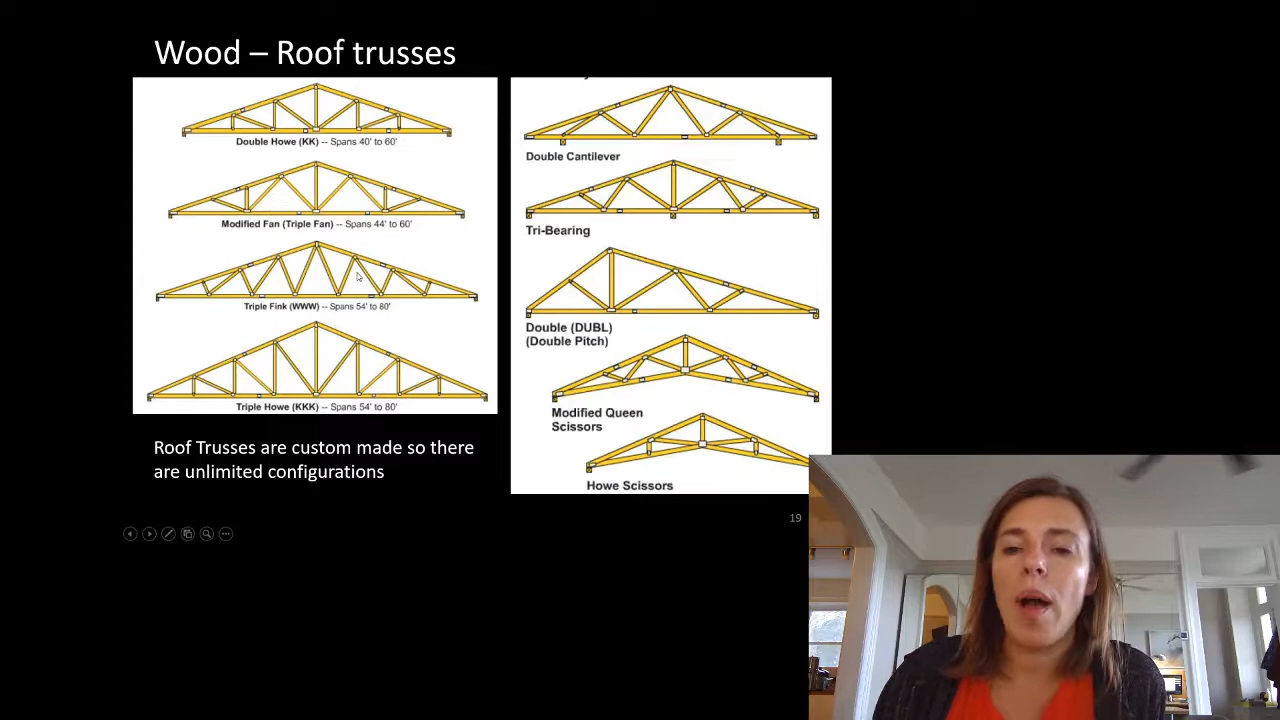 Wood – Roof trusses
Double Howe (KK) -- Spans 40' to 60'
Modified Fan (Triple Fan) -- Spans 44' to 60'
Triple Fink (WWW) -- Spans 54' to 80'
Triple Howe (KKK) -- Spans 54' to 80'
Double Cantilever
Tri-Bearing
Double (DUBL)
(Double Pitch)
Modified Queen
Scissors
Howe Scissors
Roof Trusses are custom made so there
are unlimited configurations
19